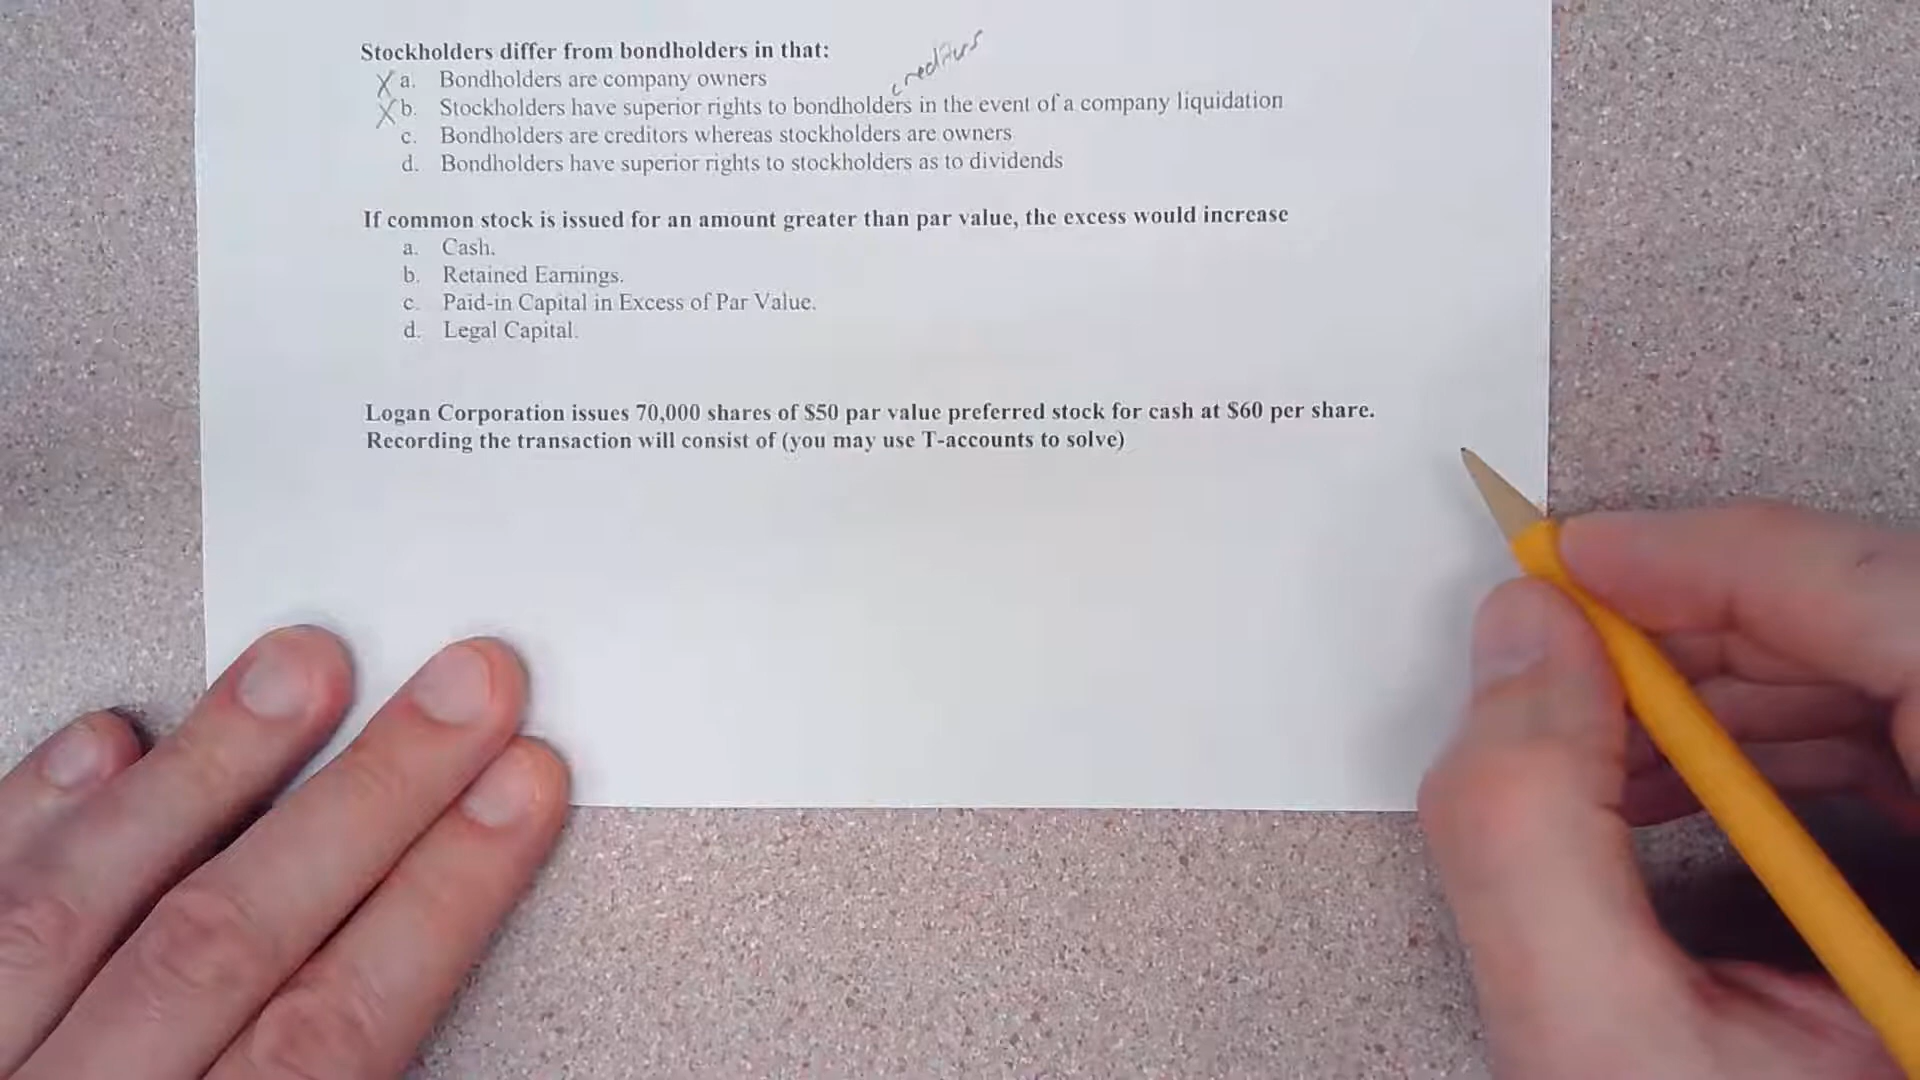 creditors
Stockholders differ from bondholders in that:
X a. Bondholders are company owners
X b. Stockholders have superior rights to bondholders in the event of a company liquidation
c. Bondholders are creditors whereas stockholders are owners
d. Bondholders have superior rights to stockholders as to dividends
If common stock is issued for an amount greater than par value, the excess would increase
a. Cash.
b. Retained Earnings.
c. Paid-in Capital in Excess of Par Value.
d. Legal Capital.
Logan Corporation issues 70,000 shares of $50 par value preferred stock for cash at $60 per share.
Recording the transaction will consist of (you may use T-accounts to solve)